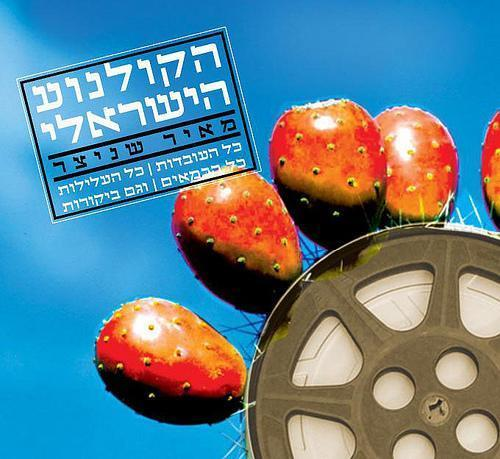 הקולנוע
הישראלי
מאיר שניצר
כל העובדות | כל העלילות
כל הבמאים | וגם ביקורות